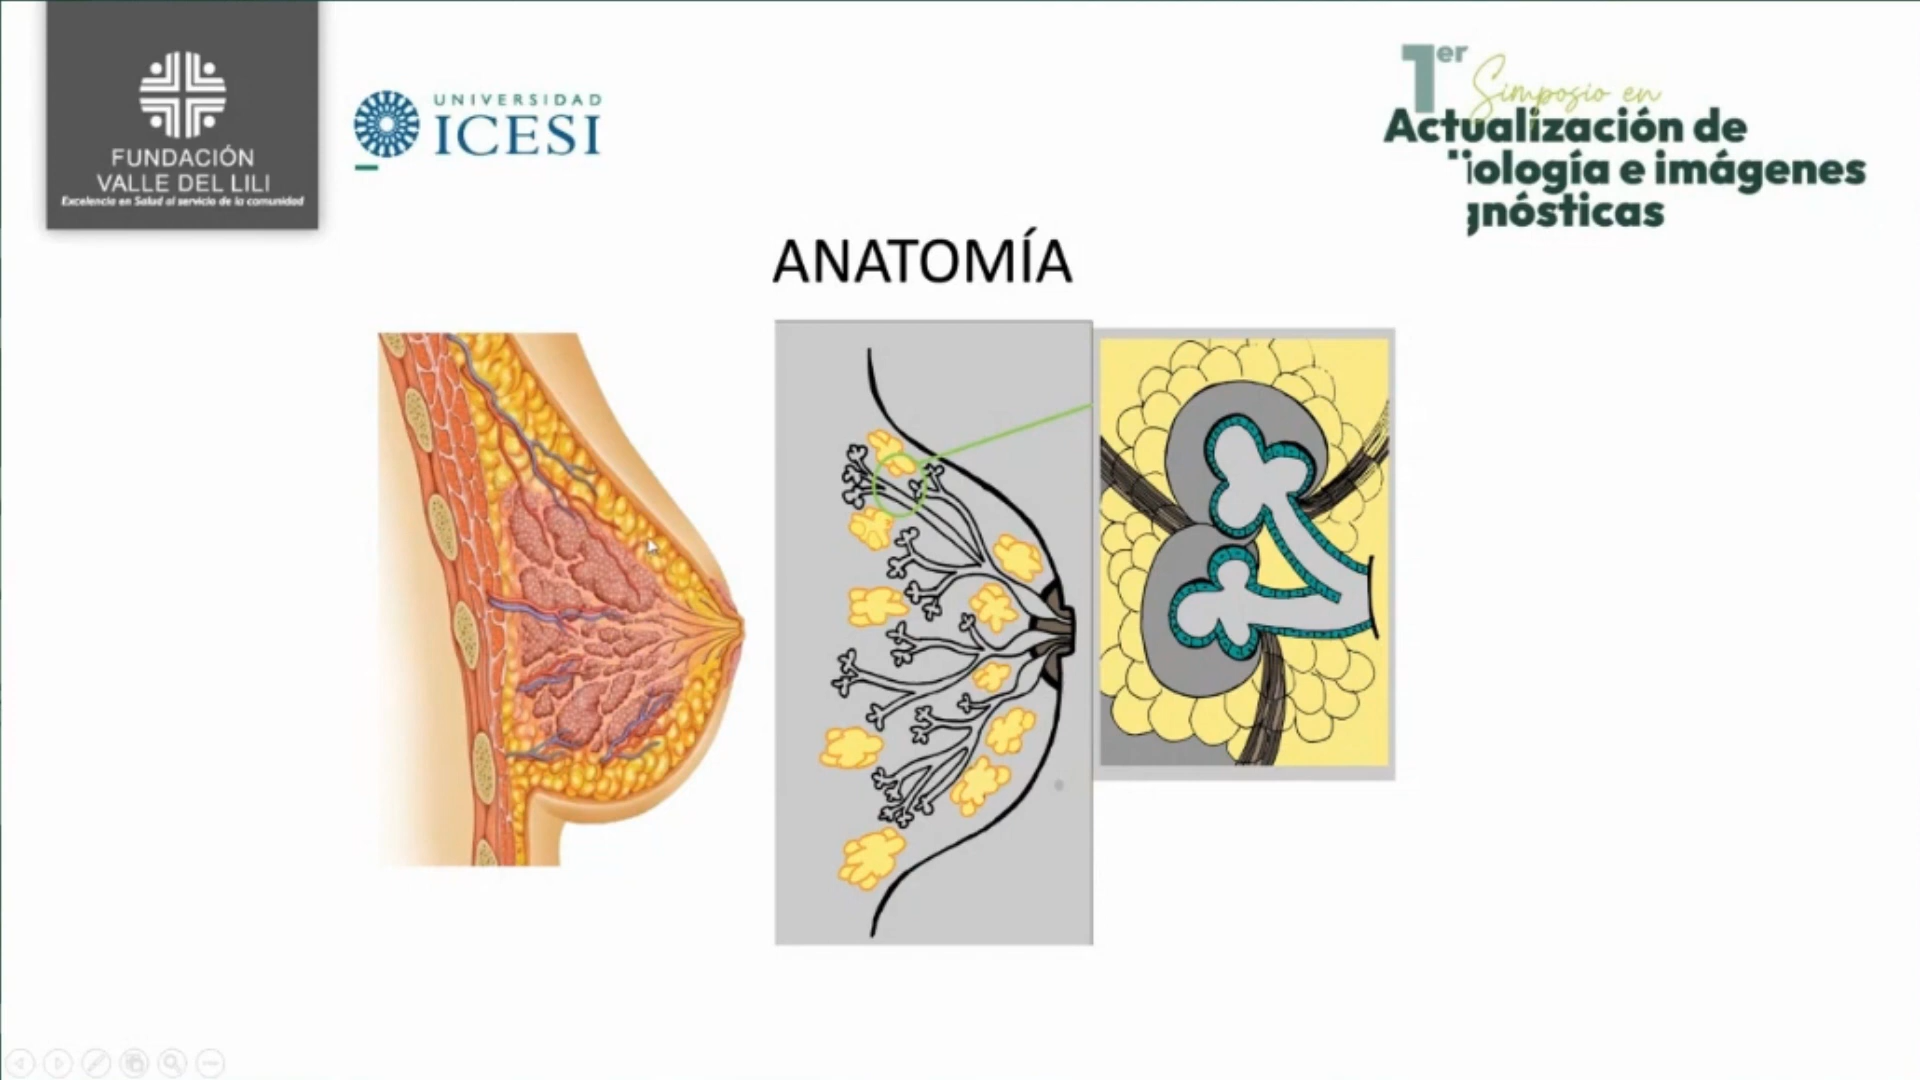 FUNDACIÓN
VALLE DEL LILI
Excelencia en Salud al servicio de la comunidad
UNIVERSIDAD
ICESI
1er
Simposio en
Actualización de
iología e imágenes
gnósticas
ANATOMÍA